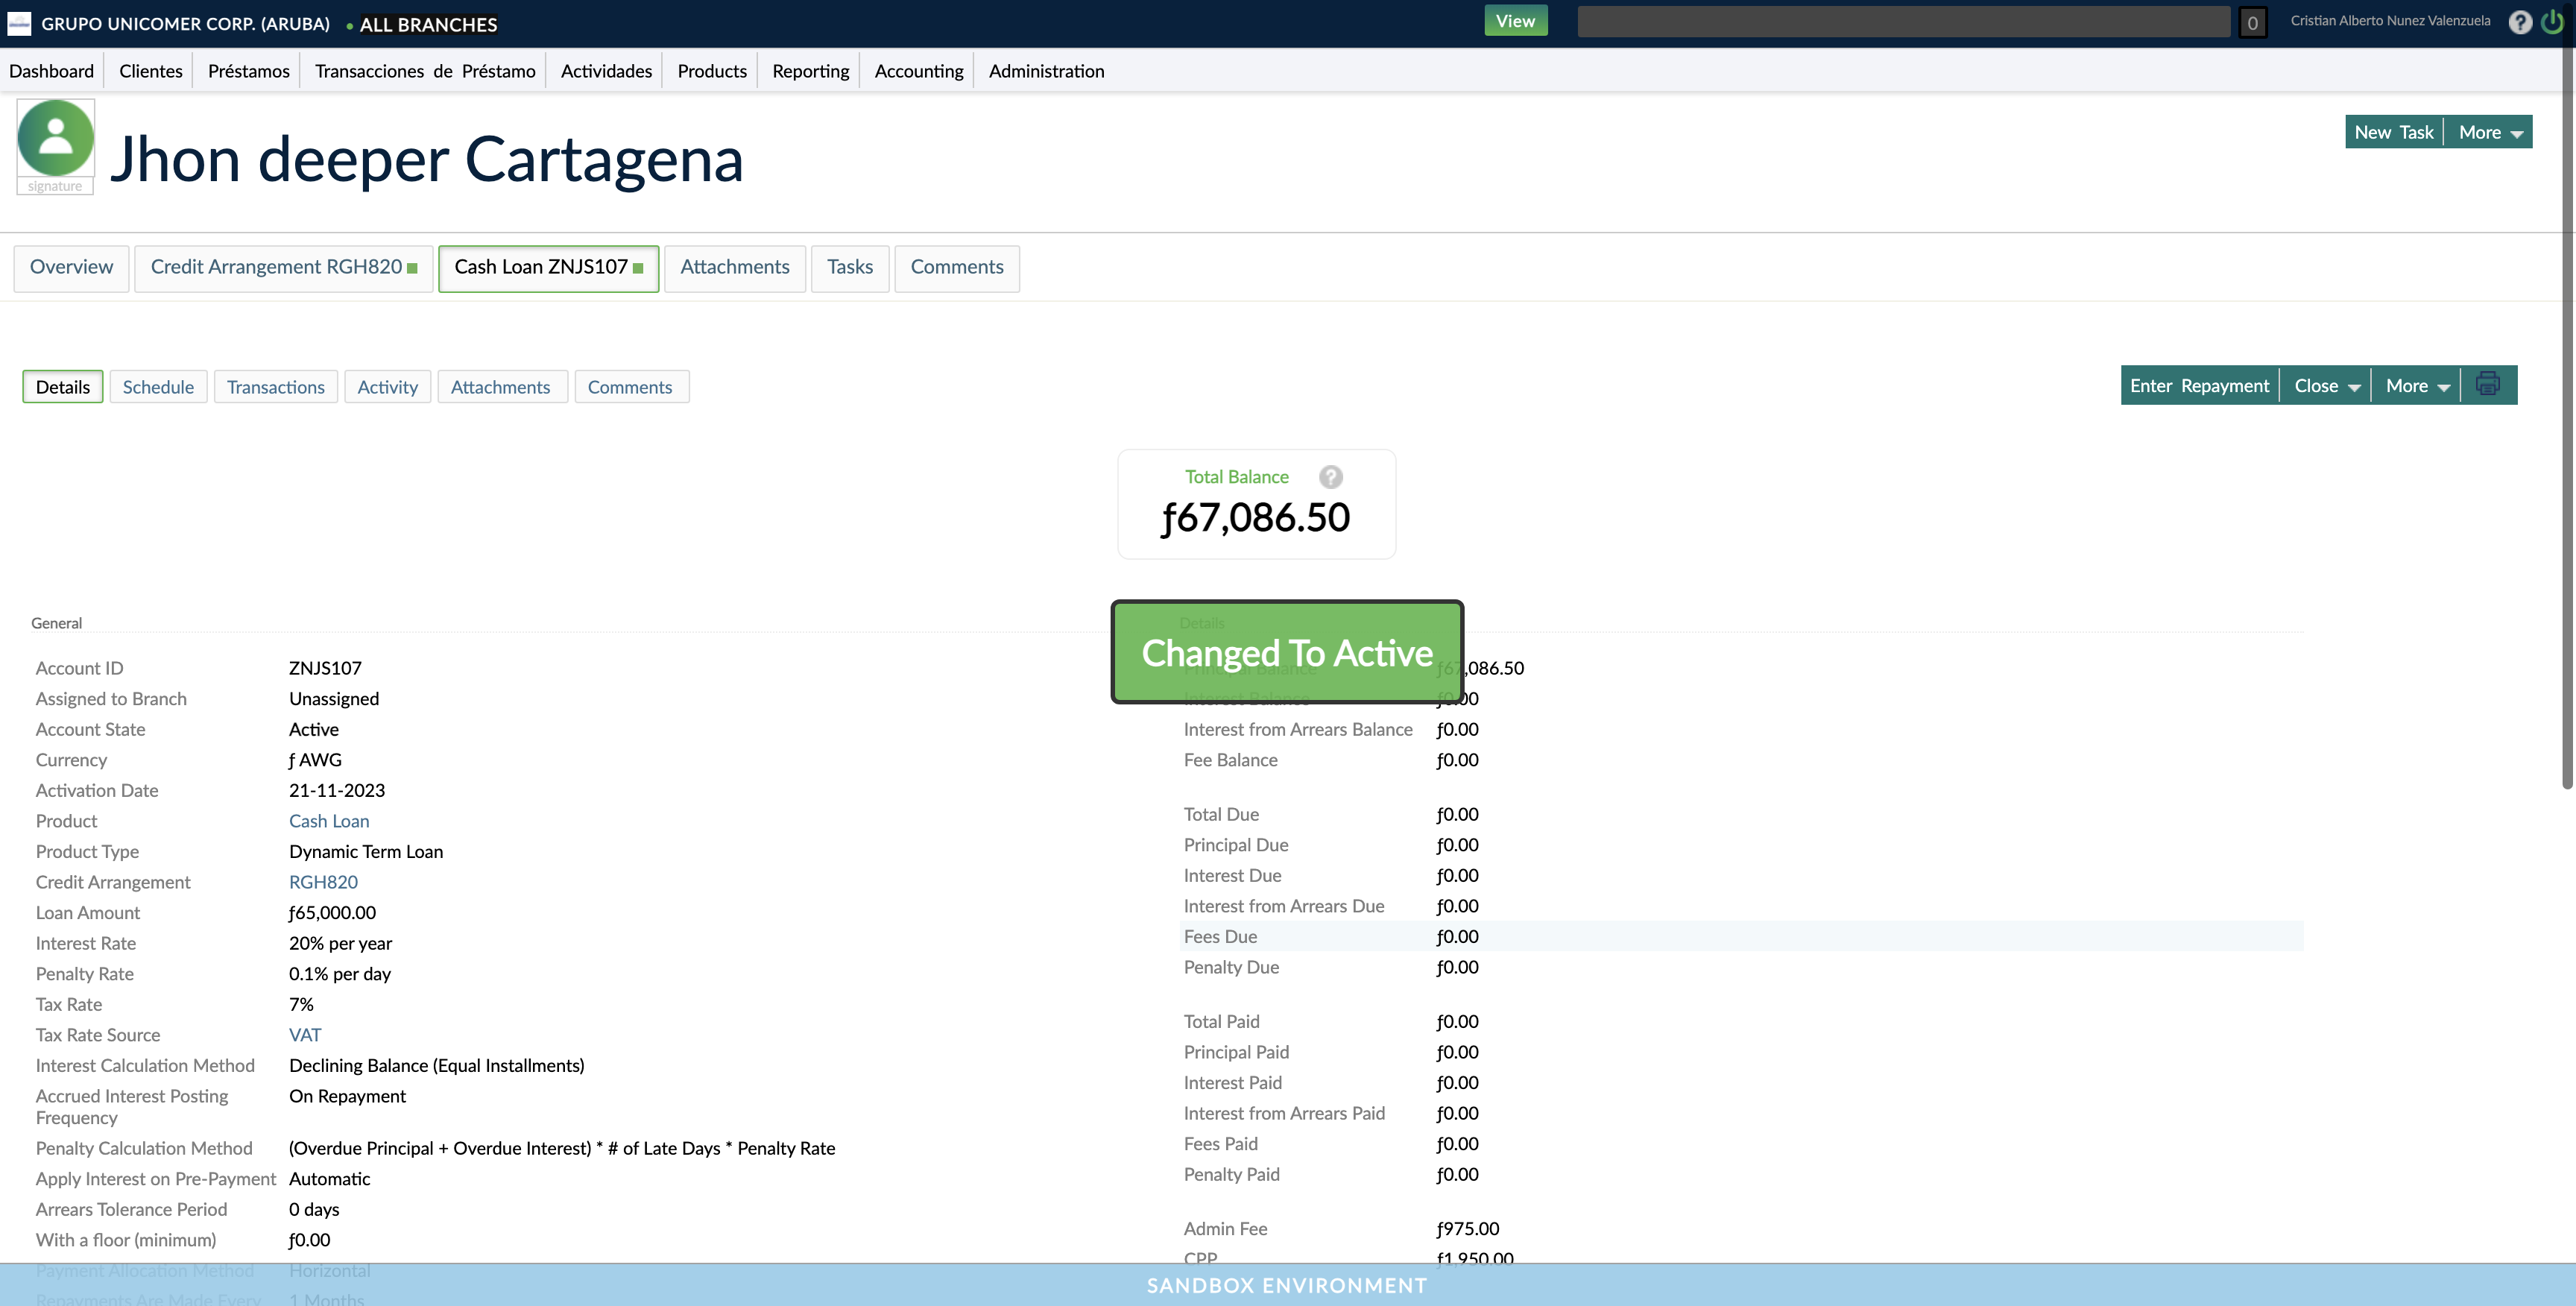 GRUPO UNICOMER CORP. (ARUBA) • ALL BRANCHES View 0 Cristian Alberto Nunez Valenzuela ?
Dashboard Clientes Préstamos Transacciones de Préstamo Actividades Products Reporting Accounting Administration
signature
Jhon deeper Cartagena
New Task More
Overview Credit Arrangement RGH820 Cash Loan ZNJS107 Attachments Tasks Comments
Details Schedule Transactions Activity Attachments Comments
Enter Repayment Close More
Total Balance ?
ƒ67,086.50
Changed To Active
General
Account ID ZNJS107
Assigned to Branch Unassigned
Account State Active
Currency ƒ AWG
Activation Date 21-11-2023
Product Cash Loan
Product Type Dynamic Term Loan
Credit Arrangement RGH820
Loan Amount ƒ65,000.00
Interest Rate 20% per year
Penalty Rate 0.1% per day
Tax Rate 7%
Tax Rate Source VAT
Interest Calculation Method Declining Balance (Equal Installments)
Accrued Interest Posting Frequency On Repayment
Penalty Calculation Method (Overdue Principal + Overdue Interest) * # of Late Days * Penalty Rate
Apply Interest on Pre-Payment Automatic
Arrears Tolerance Period 0 days
With a floor (minimum) ƒ0.00
Payment Allocation Method Horizontal
Repayments Are Made Every 1 Months
Details
Principal Balance ƒ67,086.50
Interest Balance ƒ0.00
Interest from Arrears Balance ƒ0.00
Fee Balance ƒ0.00
Total Due ƒ0.00
Principal Due ƒ0.00
Interest Due ƒ0.00
Interest from Arrears Due ƒ0.00
Fees Due ƒ0.00
Penalty Due ƒ0.00
Total Paid ƒ0.00
Principal Paid ƒ0.00
Interest Paid ƒ0.00
Interest from Arrears Paid ƒ0.00
Fees Paid ƒ0.00
Penalty Paid ƒ0.00
Admin Fee ƒ975.00
CPP ƒ1,950.00
SANDBOX ENVIRONMENT